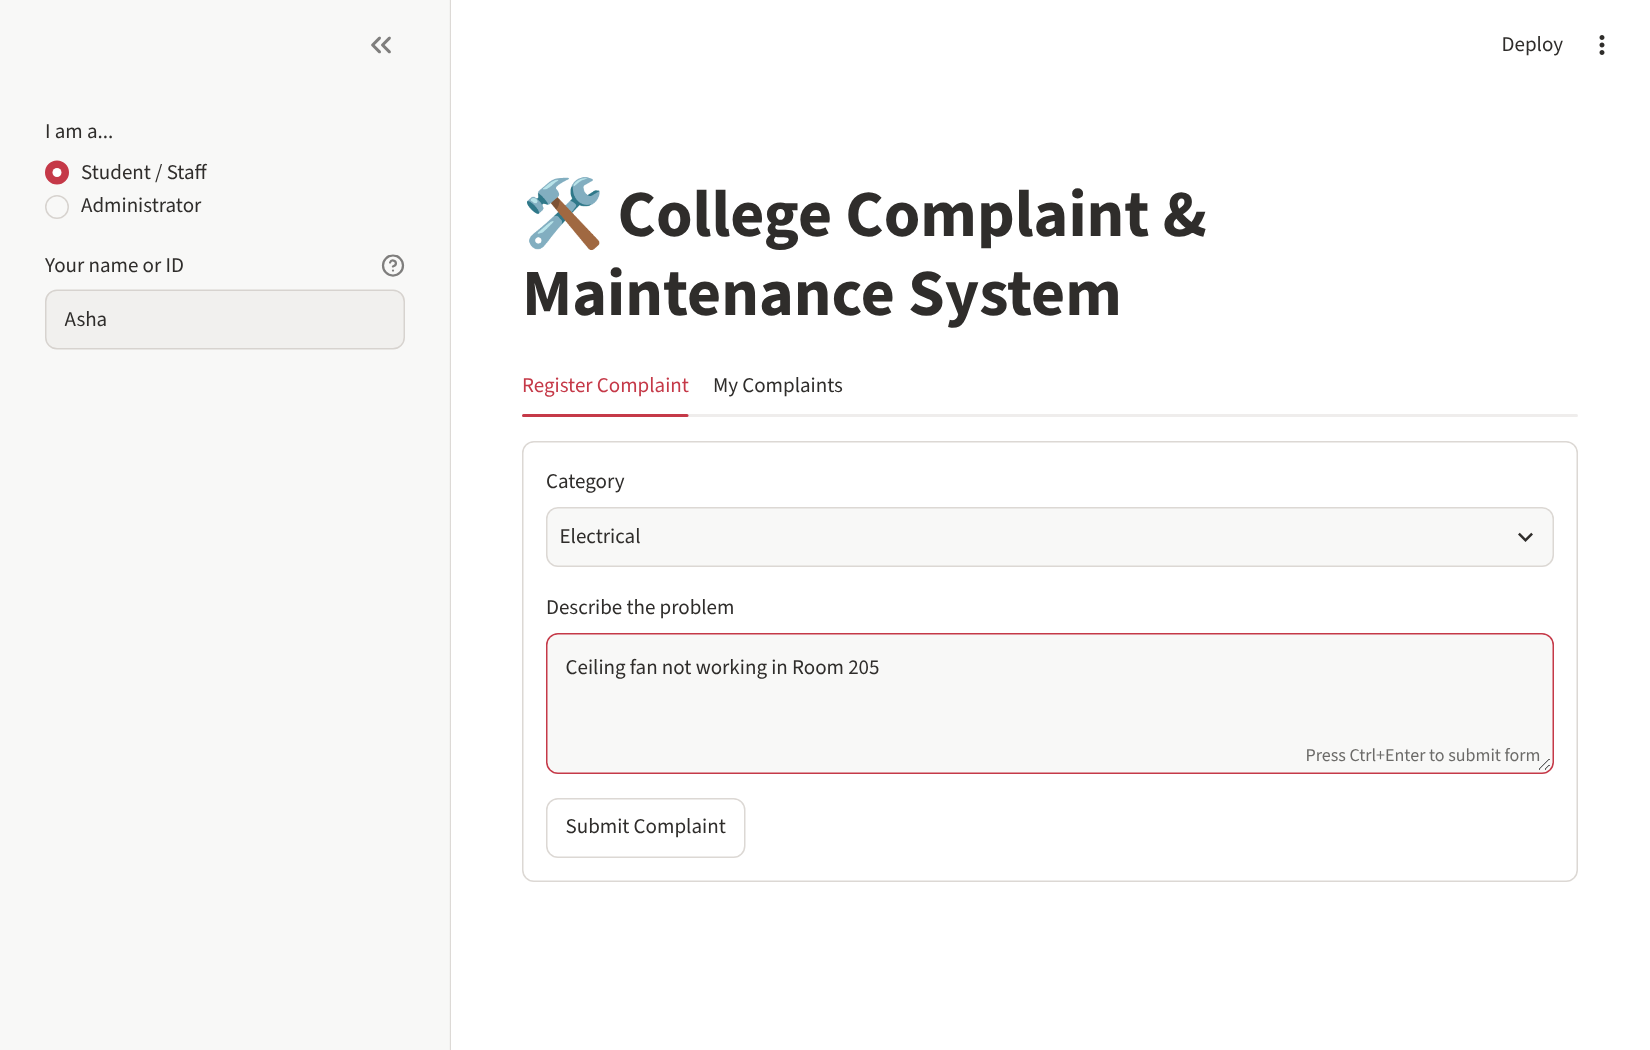 Deploy
I am a...
Student / Staff
Administrator
Your name or ID
Asha
College Complaint &
Maintenance System
Register Complaint
My Complaints
Category
Electrical
Describe the problem
Ceiling fan not working in Room 205
Press Ctrl+Enter to submit form
Submit Complaint